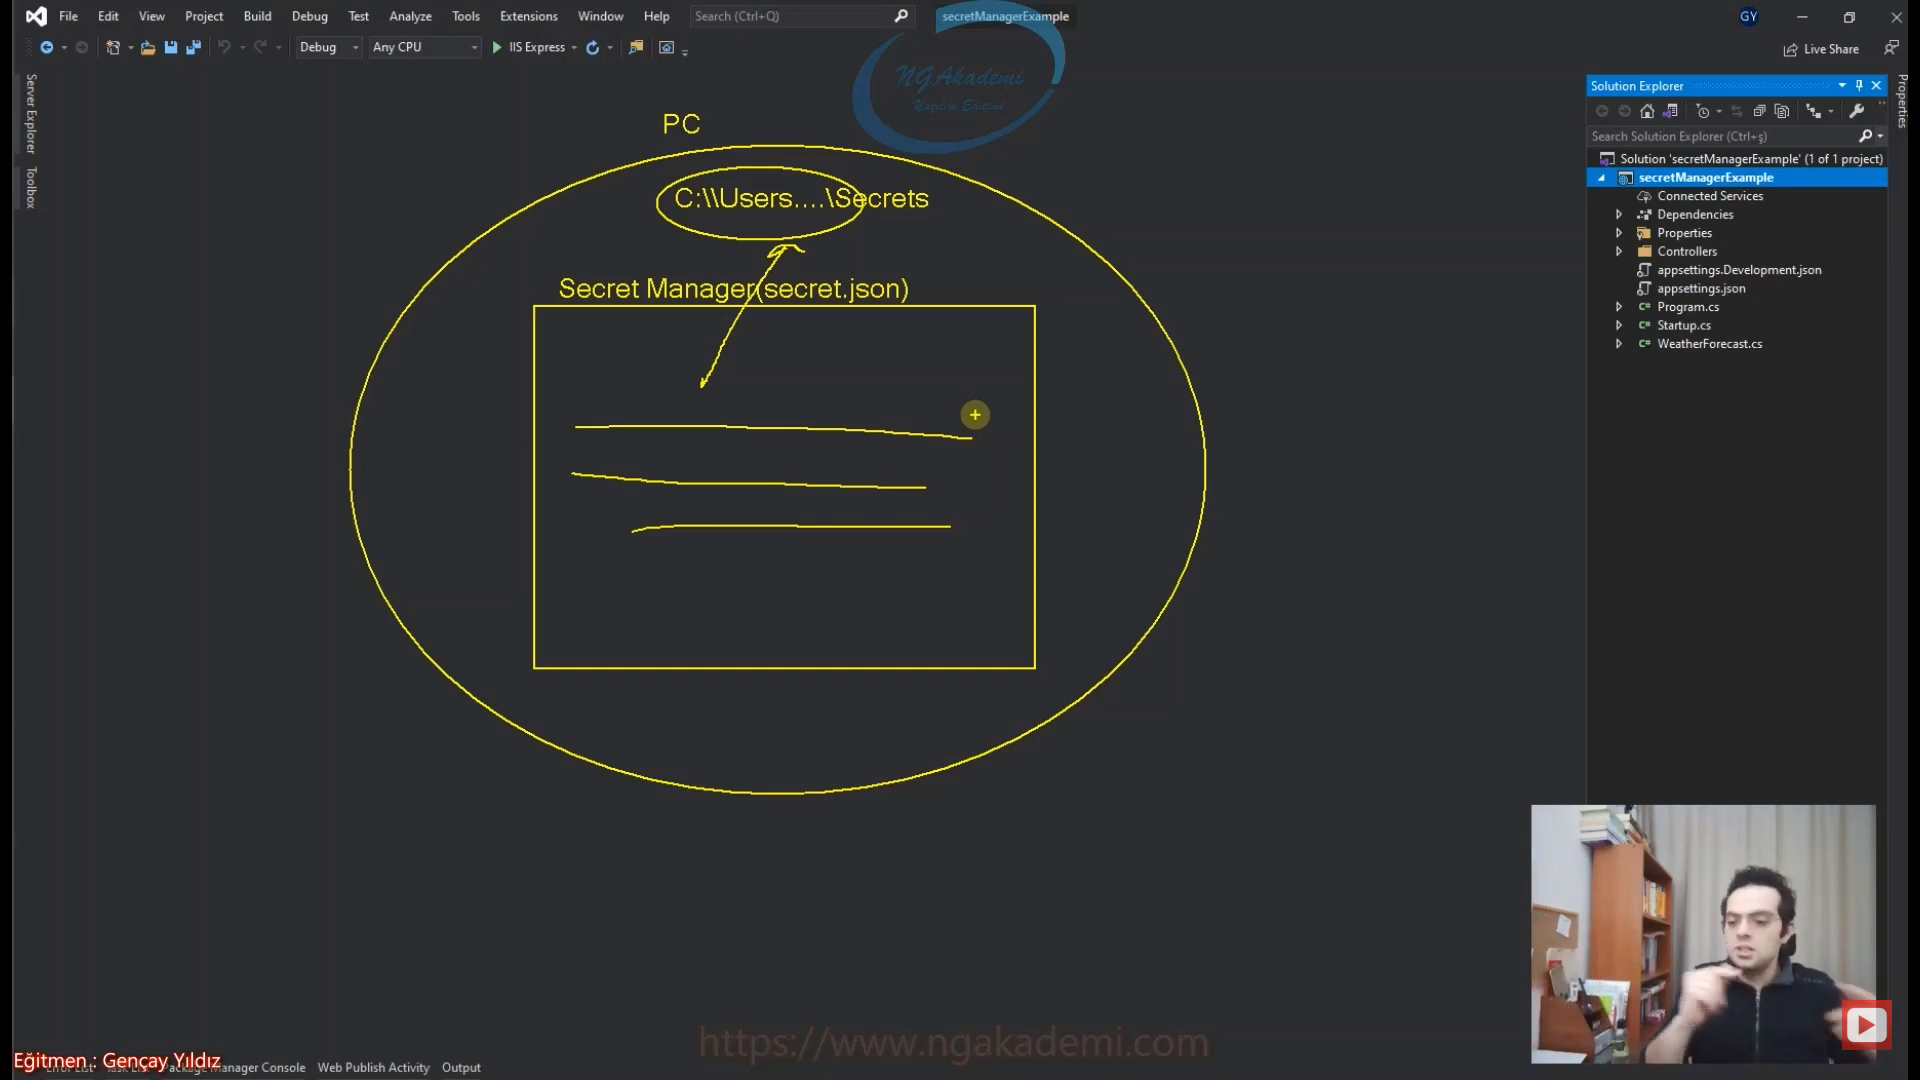 File Edit View Project Build Debug Test Analyze Tools Extensions Window Help Search (Ctrl+Q) secretManagerExample GY
Debug Any CPU IIS Express Live Share
Server Explorer
Toolbox
NGAkademi
Yazılım Eğitimi
PC
C:\\Users....\Secrets
Secret Manager(secret.json)
Solution Explorer
Search Solution Explorer (Ctrl+ş)
Solution 'secretManagerExample' (1 of 1 project)
secretManagerExample
Connected Services
Dependencies
Properties
Controllers
appsettings.Development.json
appsettings.json
Program.cs
Startup.cs
WeatherForecast.cs
Properties
https://www.ngakademi.com
Eğitmen : Gençay Yıldız
Manager Console Web Publish Activity Output